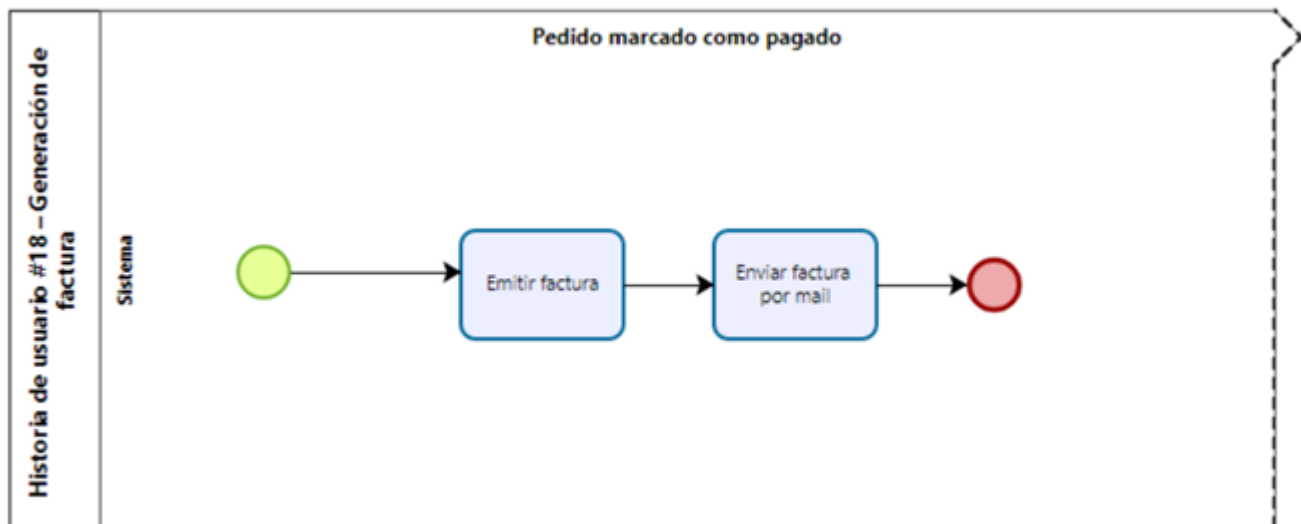 Historia de usuario #18 – Generación de
factura
Sistema
Pedido marcado como pagado
Emitir factura
Enviar factura
por mail